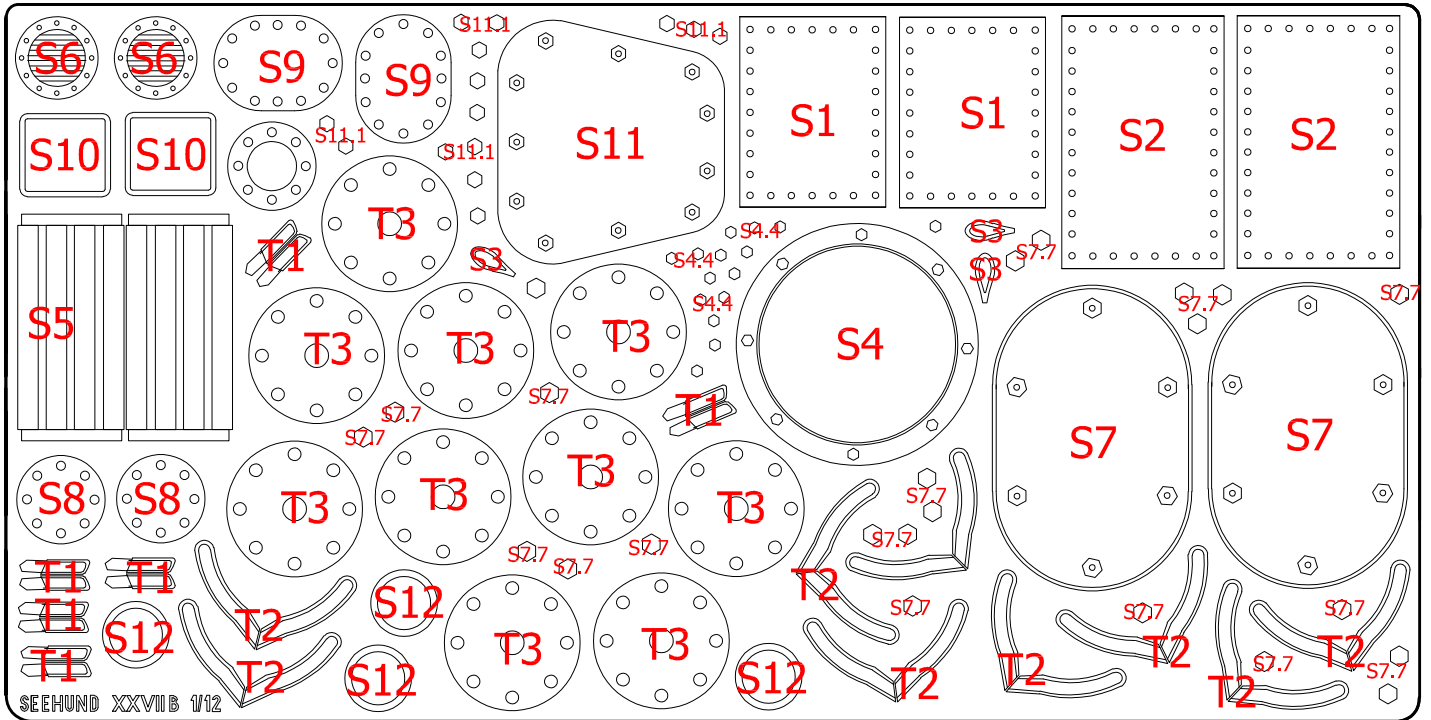 S6 S6 S9 S9 S11.1 S11.1 S1 S1 S2 S2
S10 S10 S11.1 S11.1 S11
T1 T3 S3 S4.4 S3 S7.7
S4.4 S3
S5 T3 T3 T3 S4.4 S4 S7.7 S7.7
S7.7 S7.7 S7.7 T1 S7 S7
S8 S8 T3 T3 T3 T3 S7.7
S7.7 S7.7 S7.7 S7.7
T1 T1 T2 S7.7 S7.7 S7.7
T1 S12 T2 S12 T3 T3 T2 T2
T1 T2 S12 S12 T2 T2 T2 S7.7 S7.7
SEEHUND XXVII B 1/12